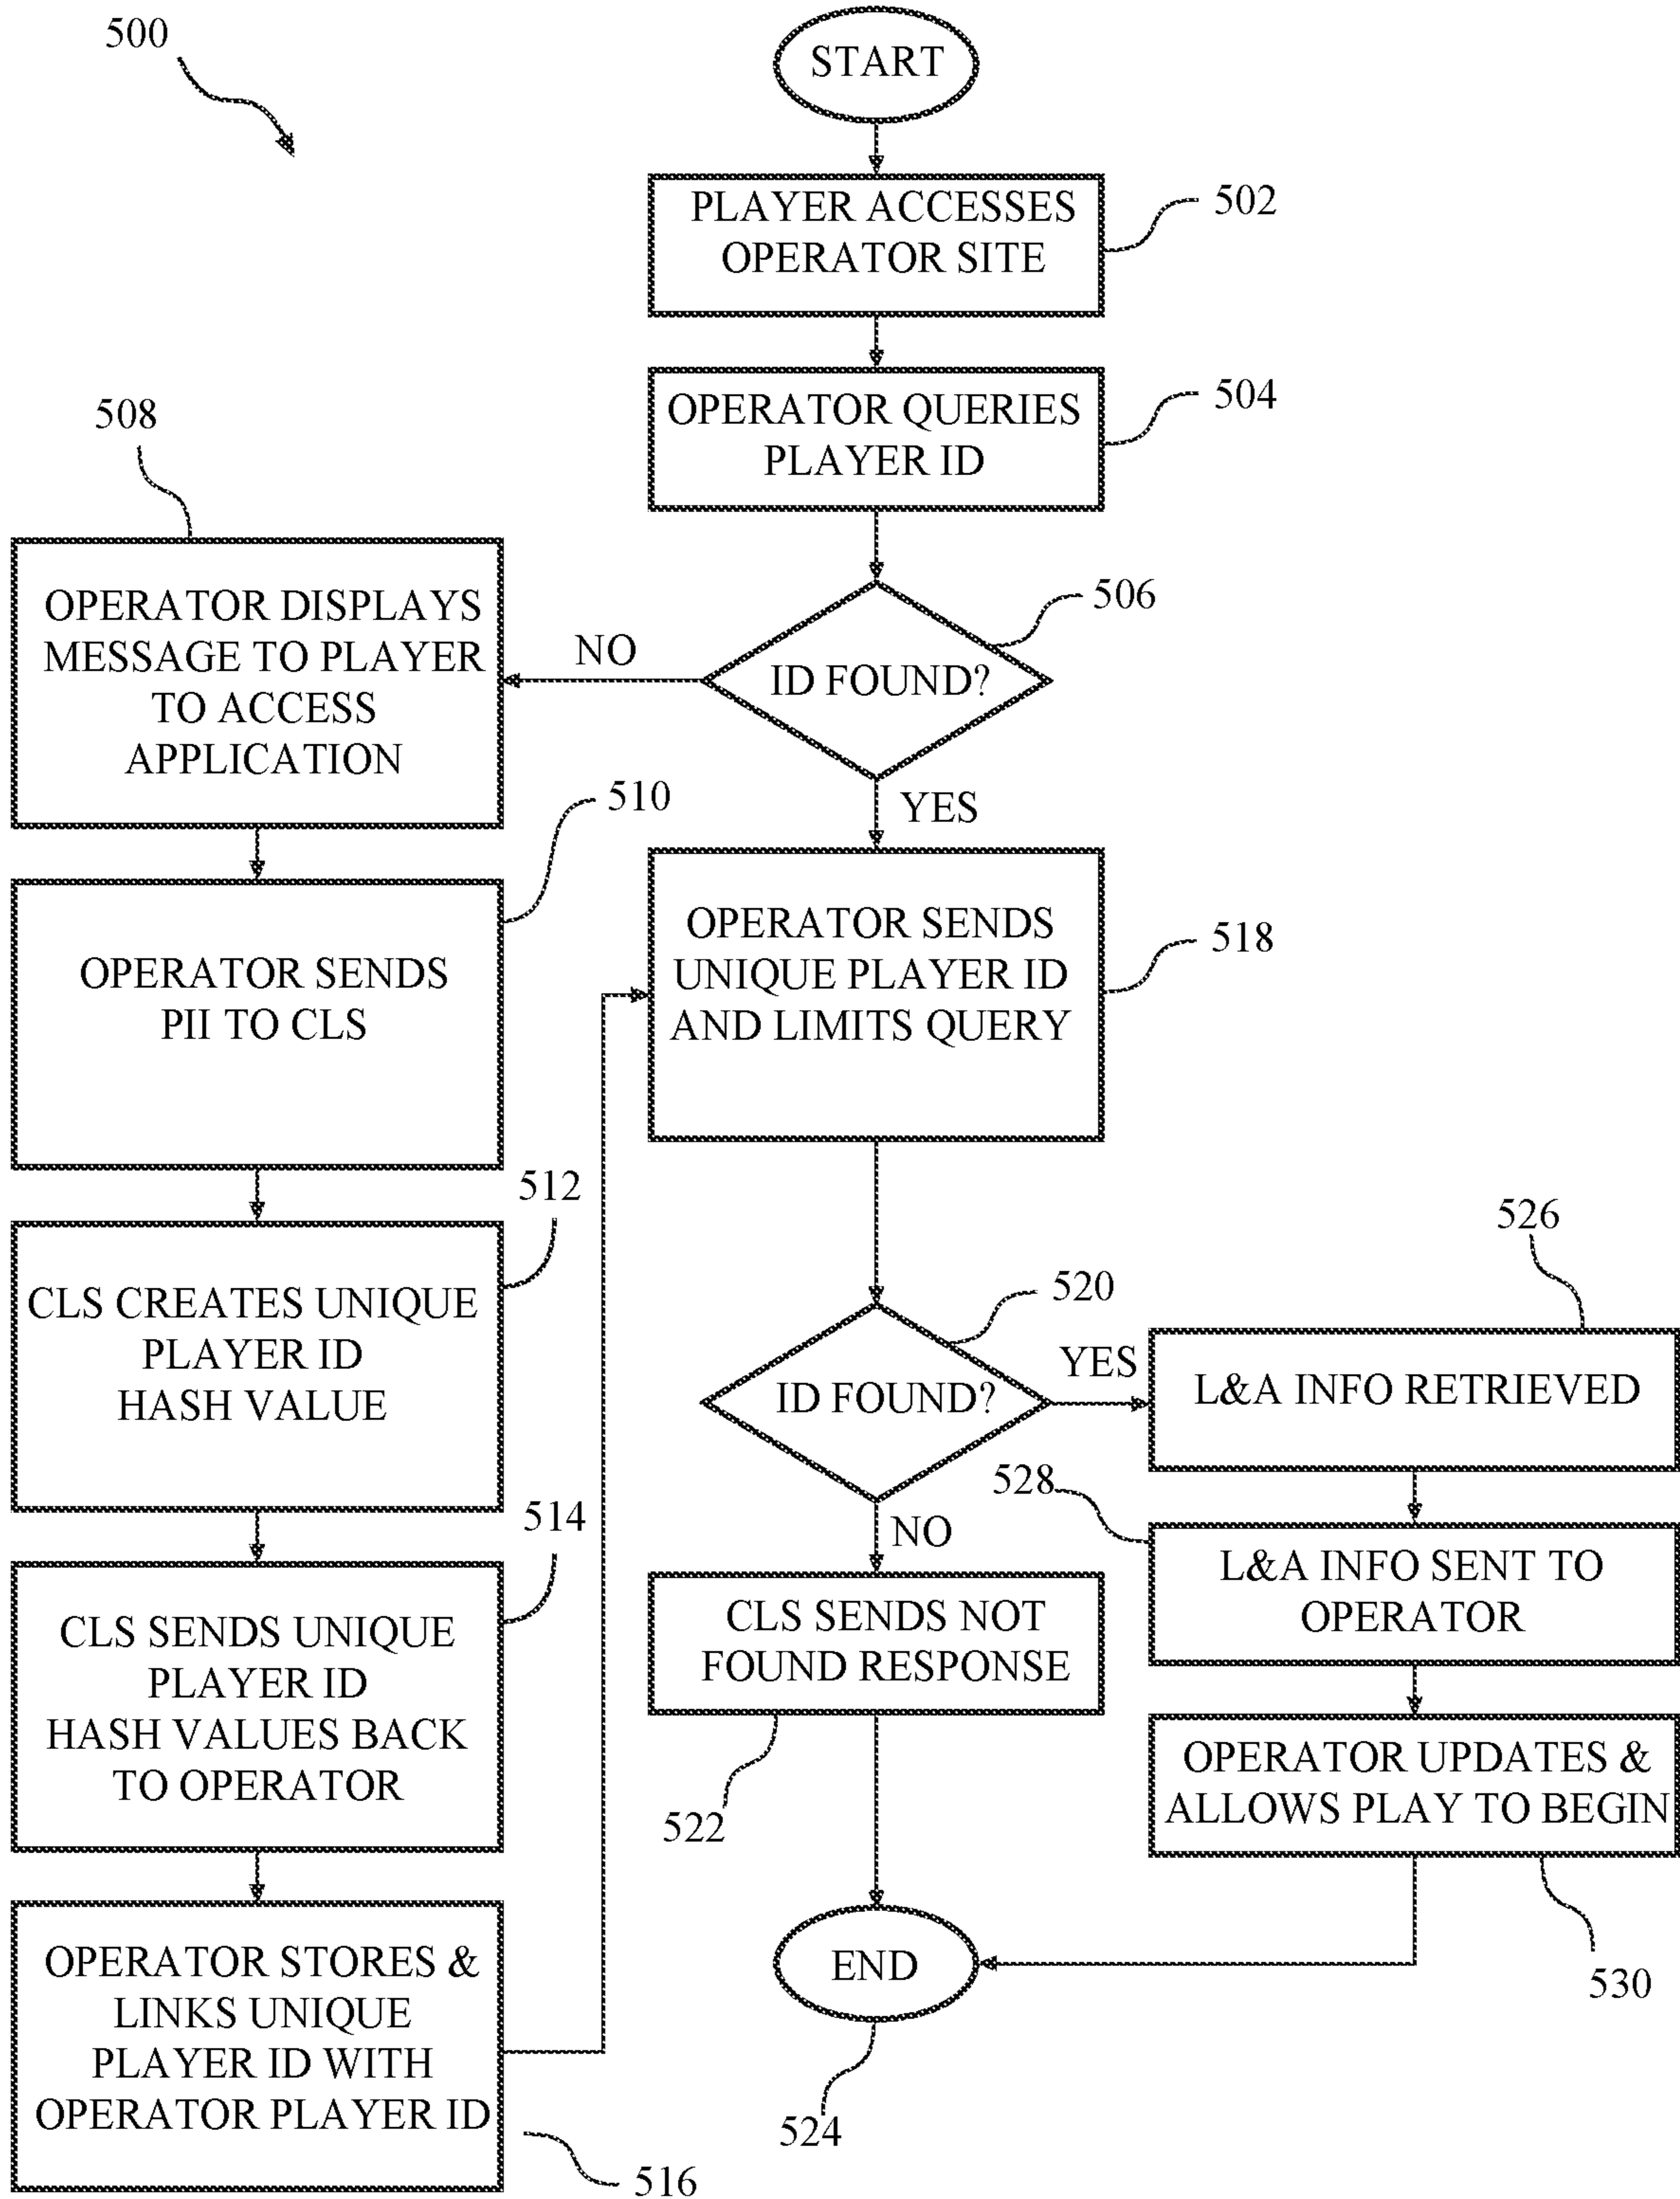 500
START
PLAYER ACCESSES
OPERATOR SITE
502
OPERATOR QUERIES
PLAYER ID
504
506
ID FOUND?
NO
YES
508
OPERATOR DISPLAYS
MESSAGE TO PLAYER
TO ACCESS
APPLICATION
510
OPERATOR SENDS
PII TO CLS
512
CLS CREATES UNIQUE
PLAYER ID
HASH VALUE
514
CLS SENDS UNIQUE
PLAYER ID
HASH VALUES BACK
TO OPERATOR
OPERATOR STORES &
LINKS UNIQUE
PLAYER ID WITH
OPERATOR PLAYER ID
516
OPERATOR SENDS
UNIQUE PLAYER ID
AND LIMITS QUERY
518
520
ID FOUND?
YES
NO
CLS SENDS NOT
FOUND RESPONSE
522
526
L&A INFO RETRIEVED
528
L&A INFO SENT TO
OPERATOR
OPERATOR UPDATES &
ALLOWS PLAY TO BEGIN
530
END
524